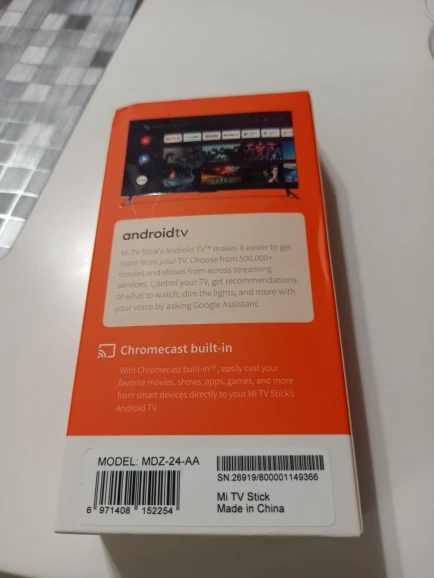 androidtv
Mi TV Stick's Android TV™ makes it easier to get
more from your TV. Choose from 500,000+
movies and shows from across streaming
services. Control your TV, get recommendations
of what to watch, dim the lights, and more with
your voice by asking Google Assistant.
Chromecast built-in
With Chromecast built-in™, easily cast your
favorite movies, shows, apps, games, and more
from smart devices directly to your Mi TV Stick's
Android TV.
MODEL: MDZ-24-AA
6 971408 152254
SN:26919/800001149366
Mi TV Stick
Made in China